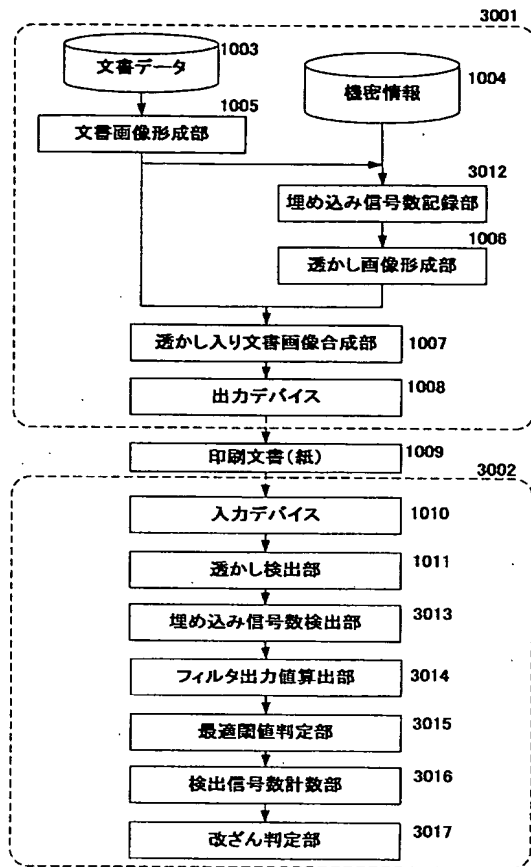 3001
1003
文書データ
1004
機密情報
1005
文書画像形成部
3012
埋め込み信号数記録部
1006
透かし画像形成部
透かし入り文書画像合成部 1007
出力デバイス 1008
印刷文書(紙) 1009
3002
入力デバイス 1010
透かし検出部 1011
埋め込み信号数検出部 3013
フィルタ出力値算出部 3014
最適閾値判定部 3015
検出信号数計数部 3016
改ざん判定部 3017